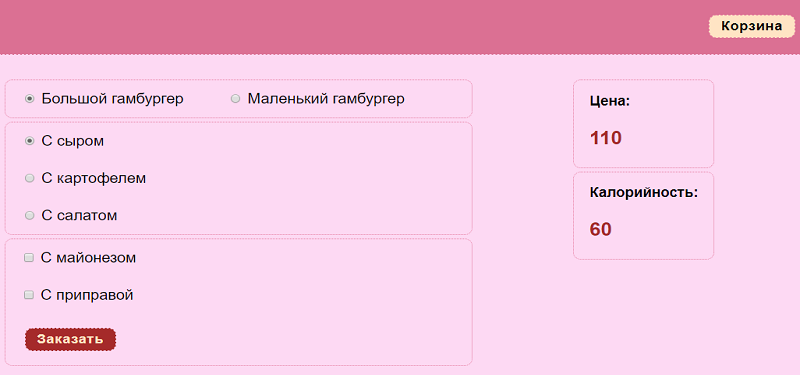 Корзина
Большой гамбургер Маленький гамбургер
С сыром
С картофелем
С салатом
С майонезом
С приправой
Заказать
Цена:
110
Калорийность:
60